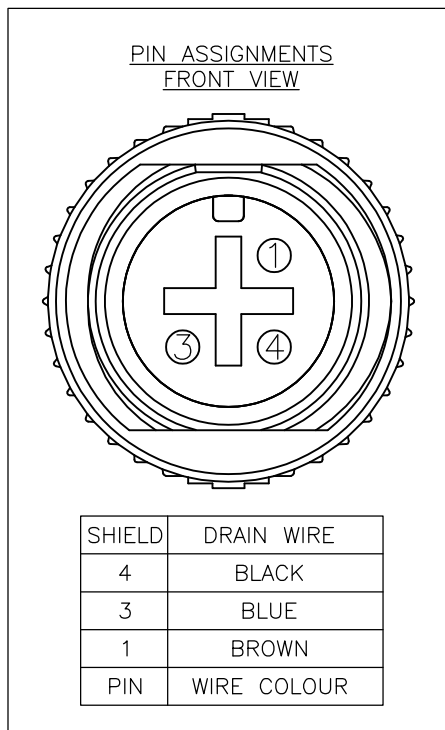 PIN ASSIGNMENTS
FRONT VIEW
1
3 4
SHIELD DRAIN WIRE
4 BLACK
3 BLUE
1 BROWN
PIN WIRE COLOUR